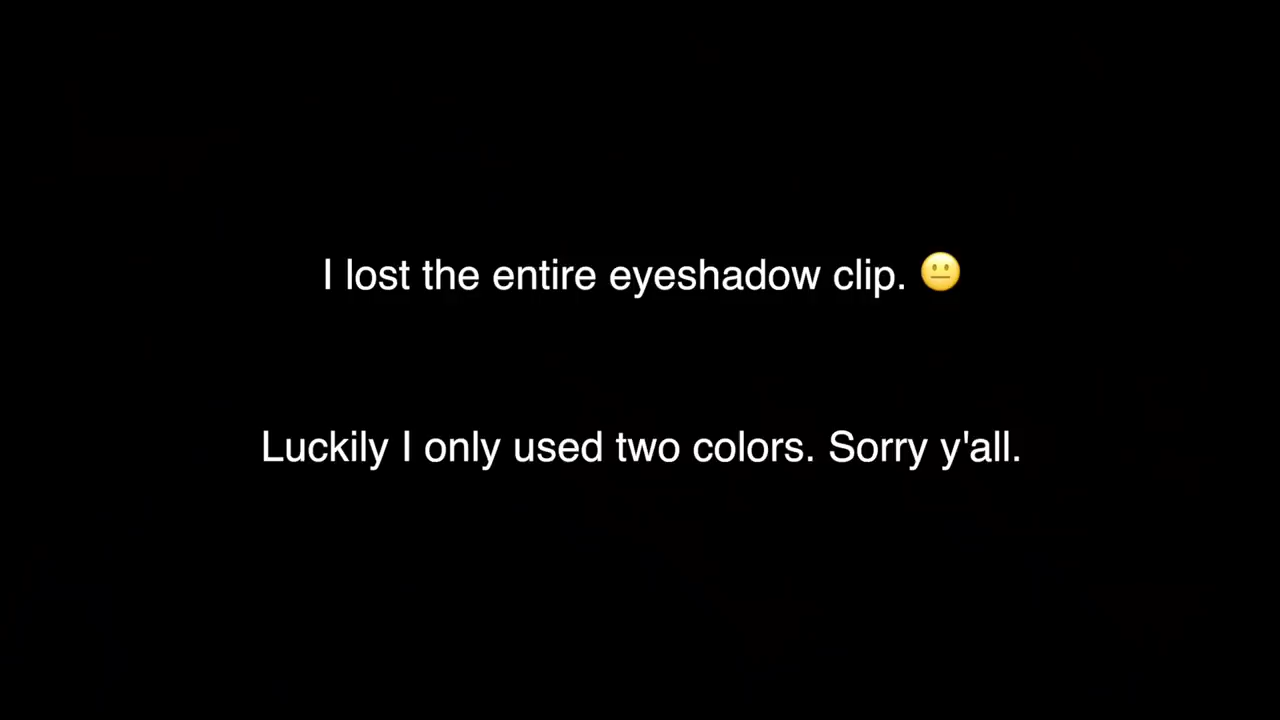 I lost the entire eyeshadow clip. 😐
Luckily I only used two colors. Sorry y'all.